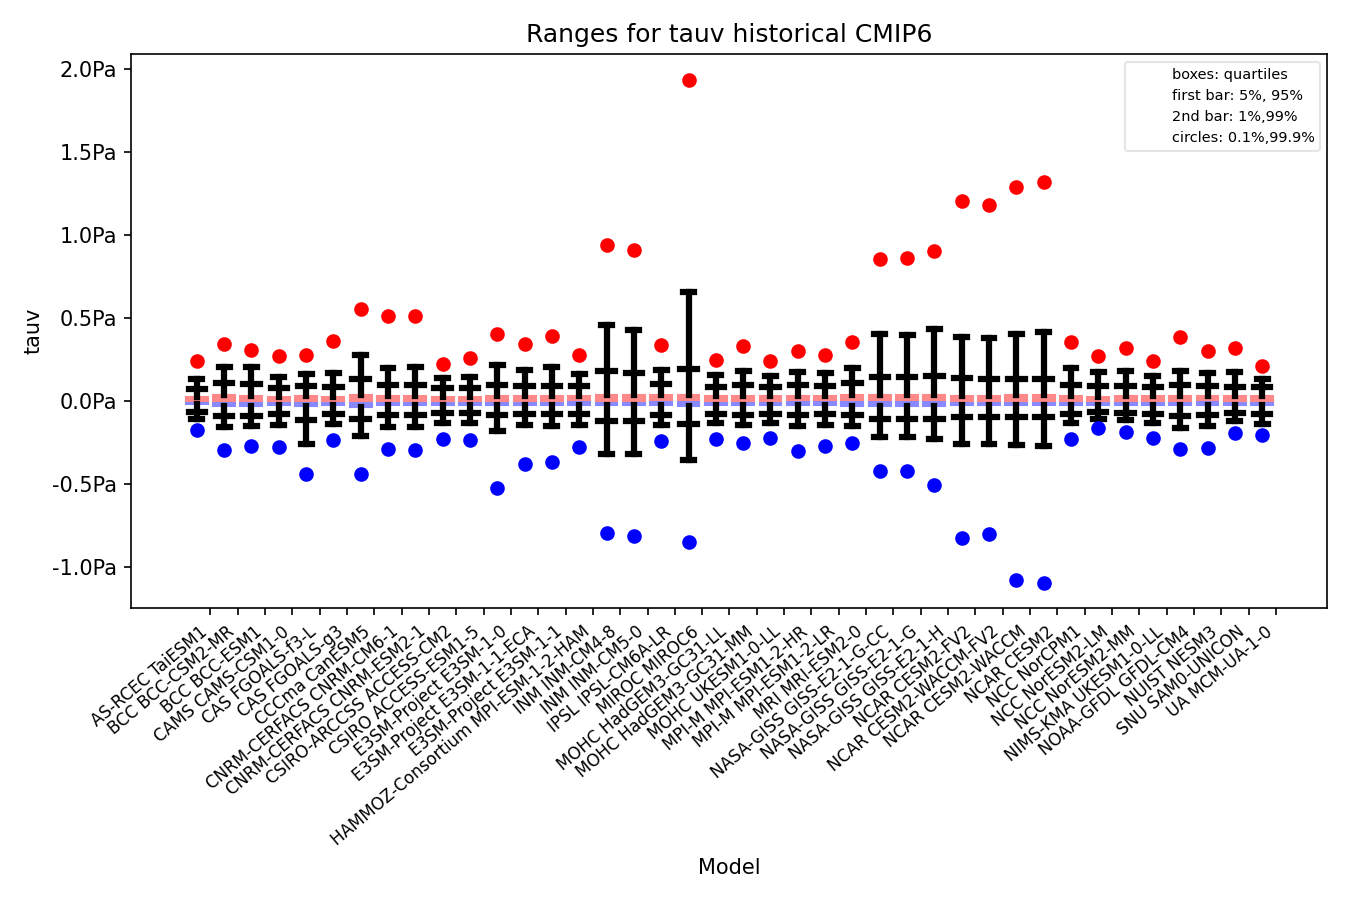 Ranges for tauv historical CMIP6
2.0Pa
1.5Pa
1.0Pa
0.5Pa
0.0Pa
-0.5Pa
-1.0Pa
tauv
boxes: quartiles
first bar: 5%, 95%
2nd bar: 1%,99%
circles: 0.1%,99.9%
AS-RCEC TaiESM1
BCC BCC-CSM2-MR
BCC BCC-ESM1
CAMS CAMS-CSM1-0
CAS FGOALS-f3-L
CAS FGOALS-g3
CCCma CanESM5
CNRM-CERFACS CNRM-CM6-1
CNRM-CERFACS CNRM-ESM2-1
CSIRO-ARCCSS ACCESS-CM2
CSIRO ACCESS-ESM1-5
E3SM-Project E3SM-1-0
E3SM-Project E3SM-1-1-ECA
E3SM-Project E3SM-1-1
HAMMOZ-Consortium MPI-ESM-1-2-HAM
INM INM-CM4-8
INM INM-CM5-0
IPSL IPSL-CM6A-LR
MIROC MIROC6
MOHC HadGEM3-GC31-LL
MOHC HadGEM3-GC31-MM
MOHC UKESM1-0-LL
MPI-M MPI-ESM1-2-HR
MPI-M MPI-ESM1-2-LR
MRI MRI-ESM2-0
NASA-GISS GISS-E2-1-G-CC
NASA-GISS GISS-E2-1-G
NASA-GISS GISS-E2-1-H
NCAR CESM2-FV2
NCAR CESM2-WACCM-FV2
NCAR CESM2-WACCM
NCAR CESM2
NCC NorCPM1
NCC NorESM2-LM
NCC NorESM2-MM
NIMS-KMA UKESM1-0-LL
NOAA-GFDL GFDL-CM4
NUIST NESM3
SNU SAM0-UNICON
UA MCM-UA-1-0
Model